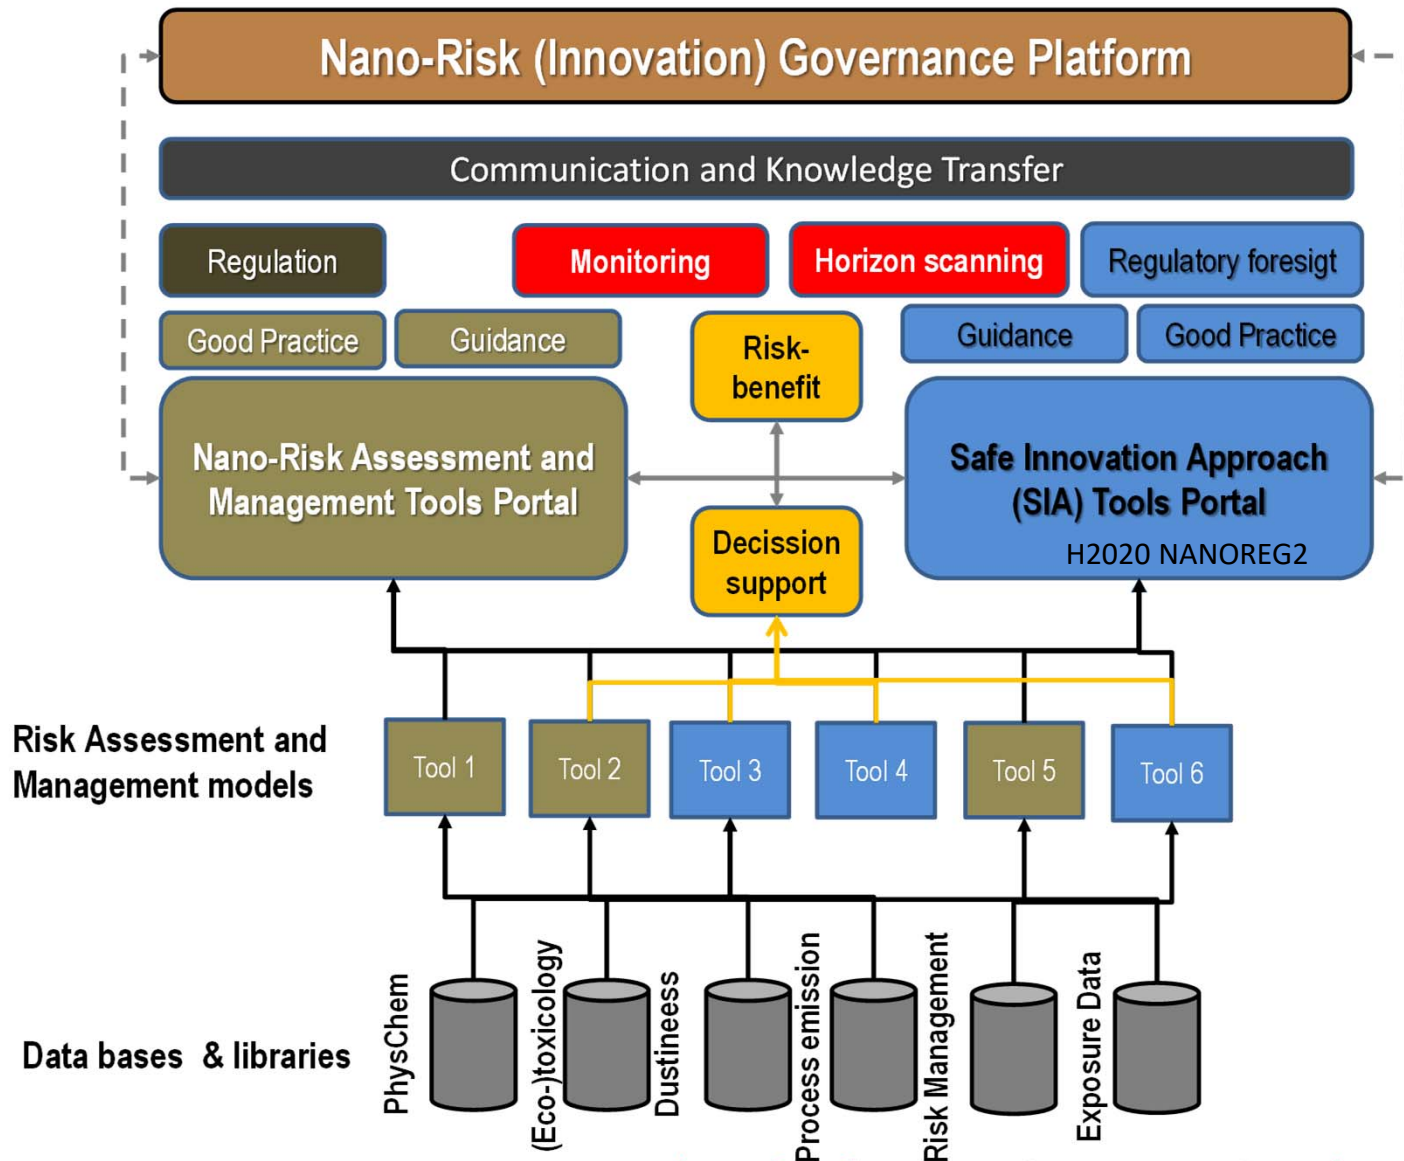 Nano-Risk (Innovation) Governance Platform
Communication and Knowledge Transfer
Regulation
Monitoring
Horizon scanning
Regulatory foresigt
Good Practice
Guidance
Risk-
benefit
Guidance
Good Practice
Nano-Risk Assessment and
Management Tools Portal
Safe Innovation Approach
(SIA) Tools Portal
H2020 NANOREG2
Decission
support
Risk Assessment and
Management models
Tool 1
Tool 2
Tool 3
Tool 4
Tool 5
Tool 6
Data bases & libraries
PhysChem
(Eco-)toxicology
Dustineess
Process emission
Risk Management
Exposure Data